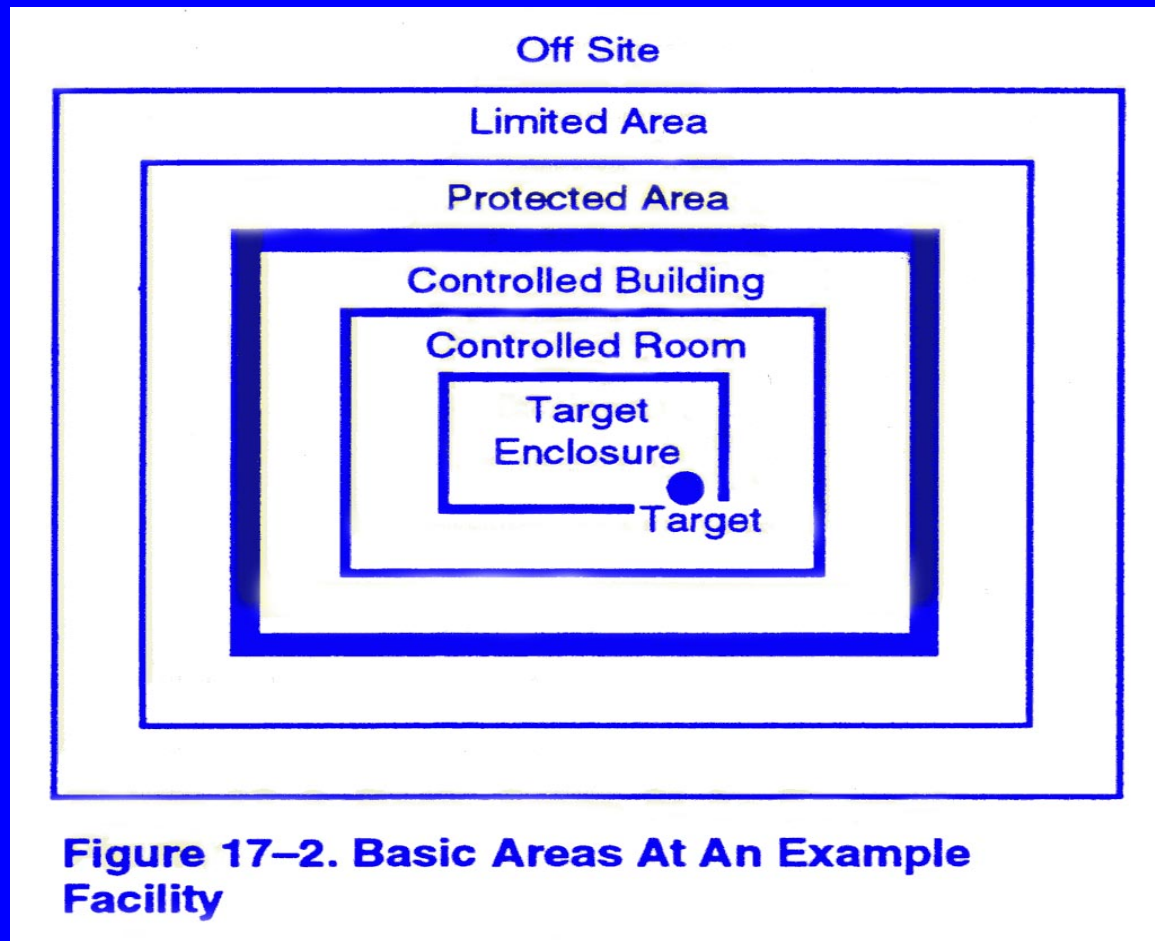 Off Site
Limited Area
Protected Area
Controlled Building
Controlled Room
Target
Enclosure
Target
Figure 17–2. Basic Areas At An Example
Facility